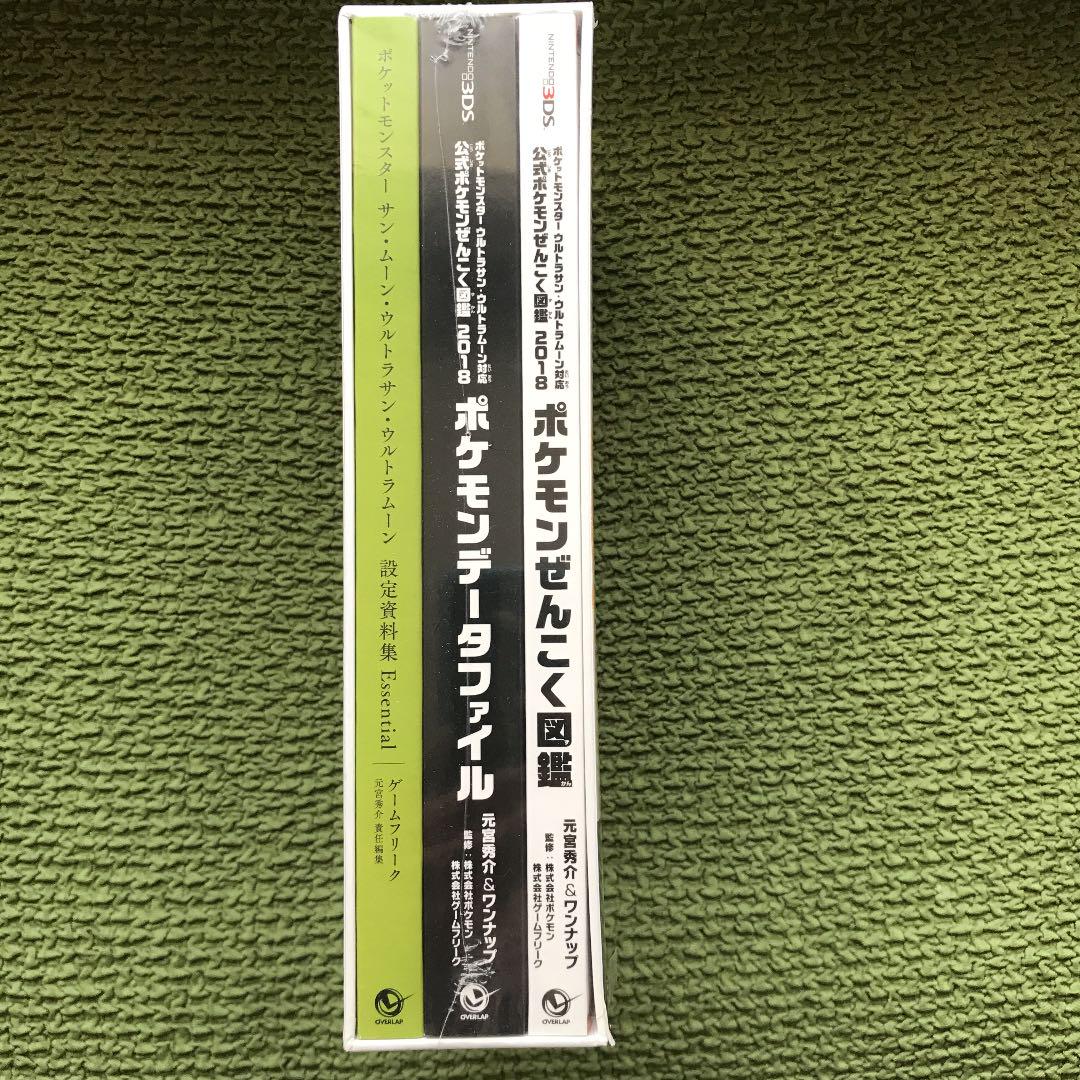 ポケットモンスター サン・ムーン・ウルトラサン・ウルトラムーン 設定資料集 Essential
ゲームフリーク
元宮秀介 責任編集
OVERLAP
NINTENDO3DS
ポケットモンスター ウルトラサン・ウルトラムーン対応
公式ポケモンぜんこく図鑑 2018
ポケモンデータファイル
元宮秀介&ワンナップ
監修:株式会社ポケモン
株式会社ゲームフリーク
OVERLAP
NINTENDO3DS
ポケットモンスター ウルトラサン・ウルトラムーン対応
公式ポケモンぜんこく図鑑 2018
ポケモンぜんこく図鑑
かん
元宮秀介&ワンナップ
監修:株式会社ポケモン
株式会社ゲームフリーク
OVERLAP